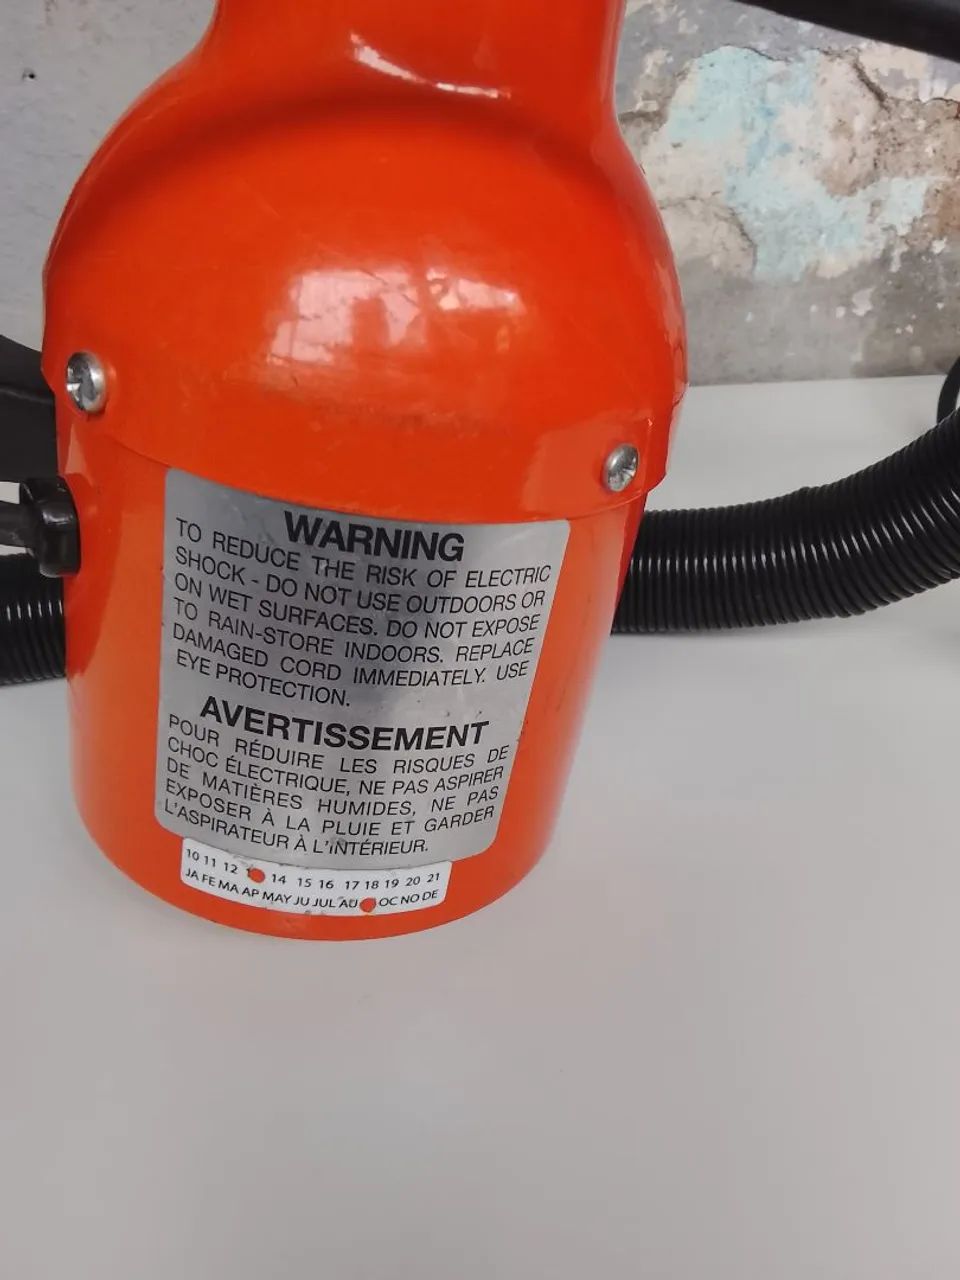 WARNING
TO REDUCE THE RISK OF ELECTRIC
SHOCK - DO NOT USE OUTDOORS OR
ON WET SURFACES. DO NOT EXPOSE
TO RAIN-STORE INDOORS. REPLACE
DAMAGED CORD IMMEDIATELY. USE
EYE PROTECTION.
AVERTISSEMENT
POUR RÉDUIRE LES RISQUES DE
CHOC ÉLECTRIQUE, NE PAS ASPIRER
DE MATIÈRES HUMIDES, NE PAS
EXPOSER À LA PLUIE ET GARDER
L'ASPIRATEUR À L'INTÉRIEUR.
10 11 12 14 15 16 17 18 19 20 21
JA FE MA AP MAY JU JUL AU OC NO DE